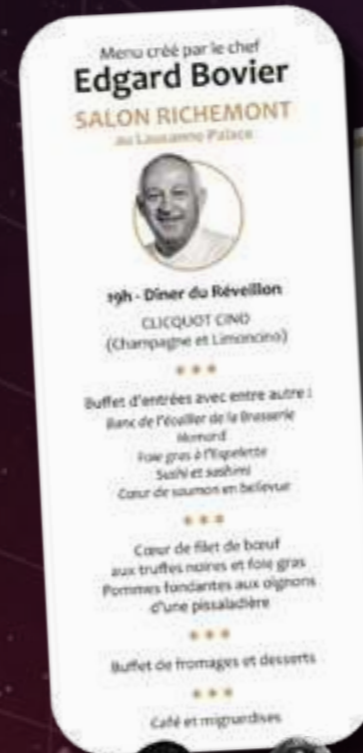 Menu créé par le chef
Edgard Bovier
SALON RICHEMONT
au Lausanne Palace
19h - Dîner du Réveillon
CLICQUOT CINO
(Champagne et Limoncino)
Buffet d'entrées avec entre autre :
Banc de l'écailler de la Brasserie
Homard
Foie gras à l'Espelette
Sushi et sashimi
Cœur de saumon en bellevue
Cœur de filet de bœuf
aux truffes noires et foie gras
Pommes fondantes aux oignons
d'une pissaladière
Buffet de fromages et desserts
Café et mignardises